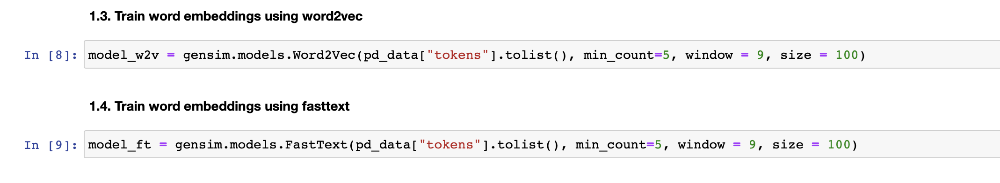 1.3. Train word embeddings using word2vec
In [8]: model_w2v = gensim.models.Word2Vec(pd_data["tokens"].tolist(), min_count=5, window = 9, size = 100)
1.4. Train word embeddings using fasttext
In [9]: model_ft = gensim.models.FastText(pd_data["tokens"].tolist(), min_count=5, window = 9, size = 100)